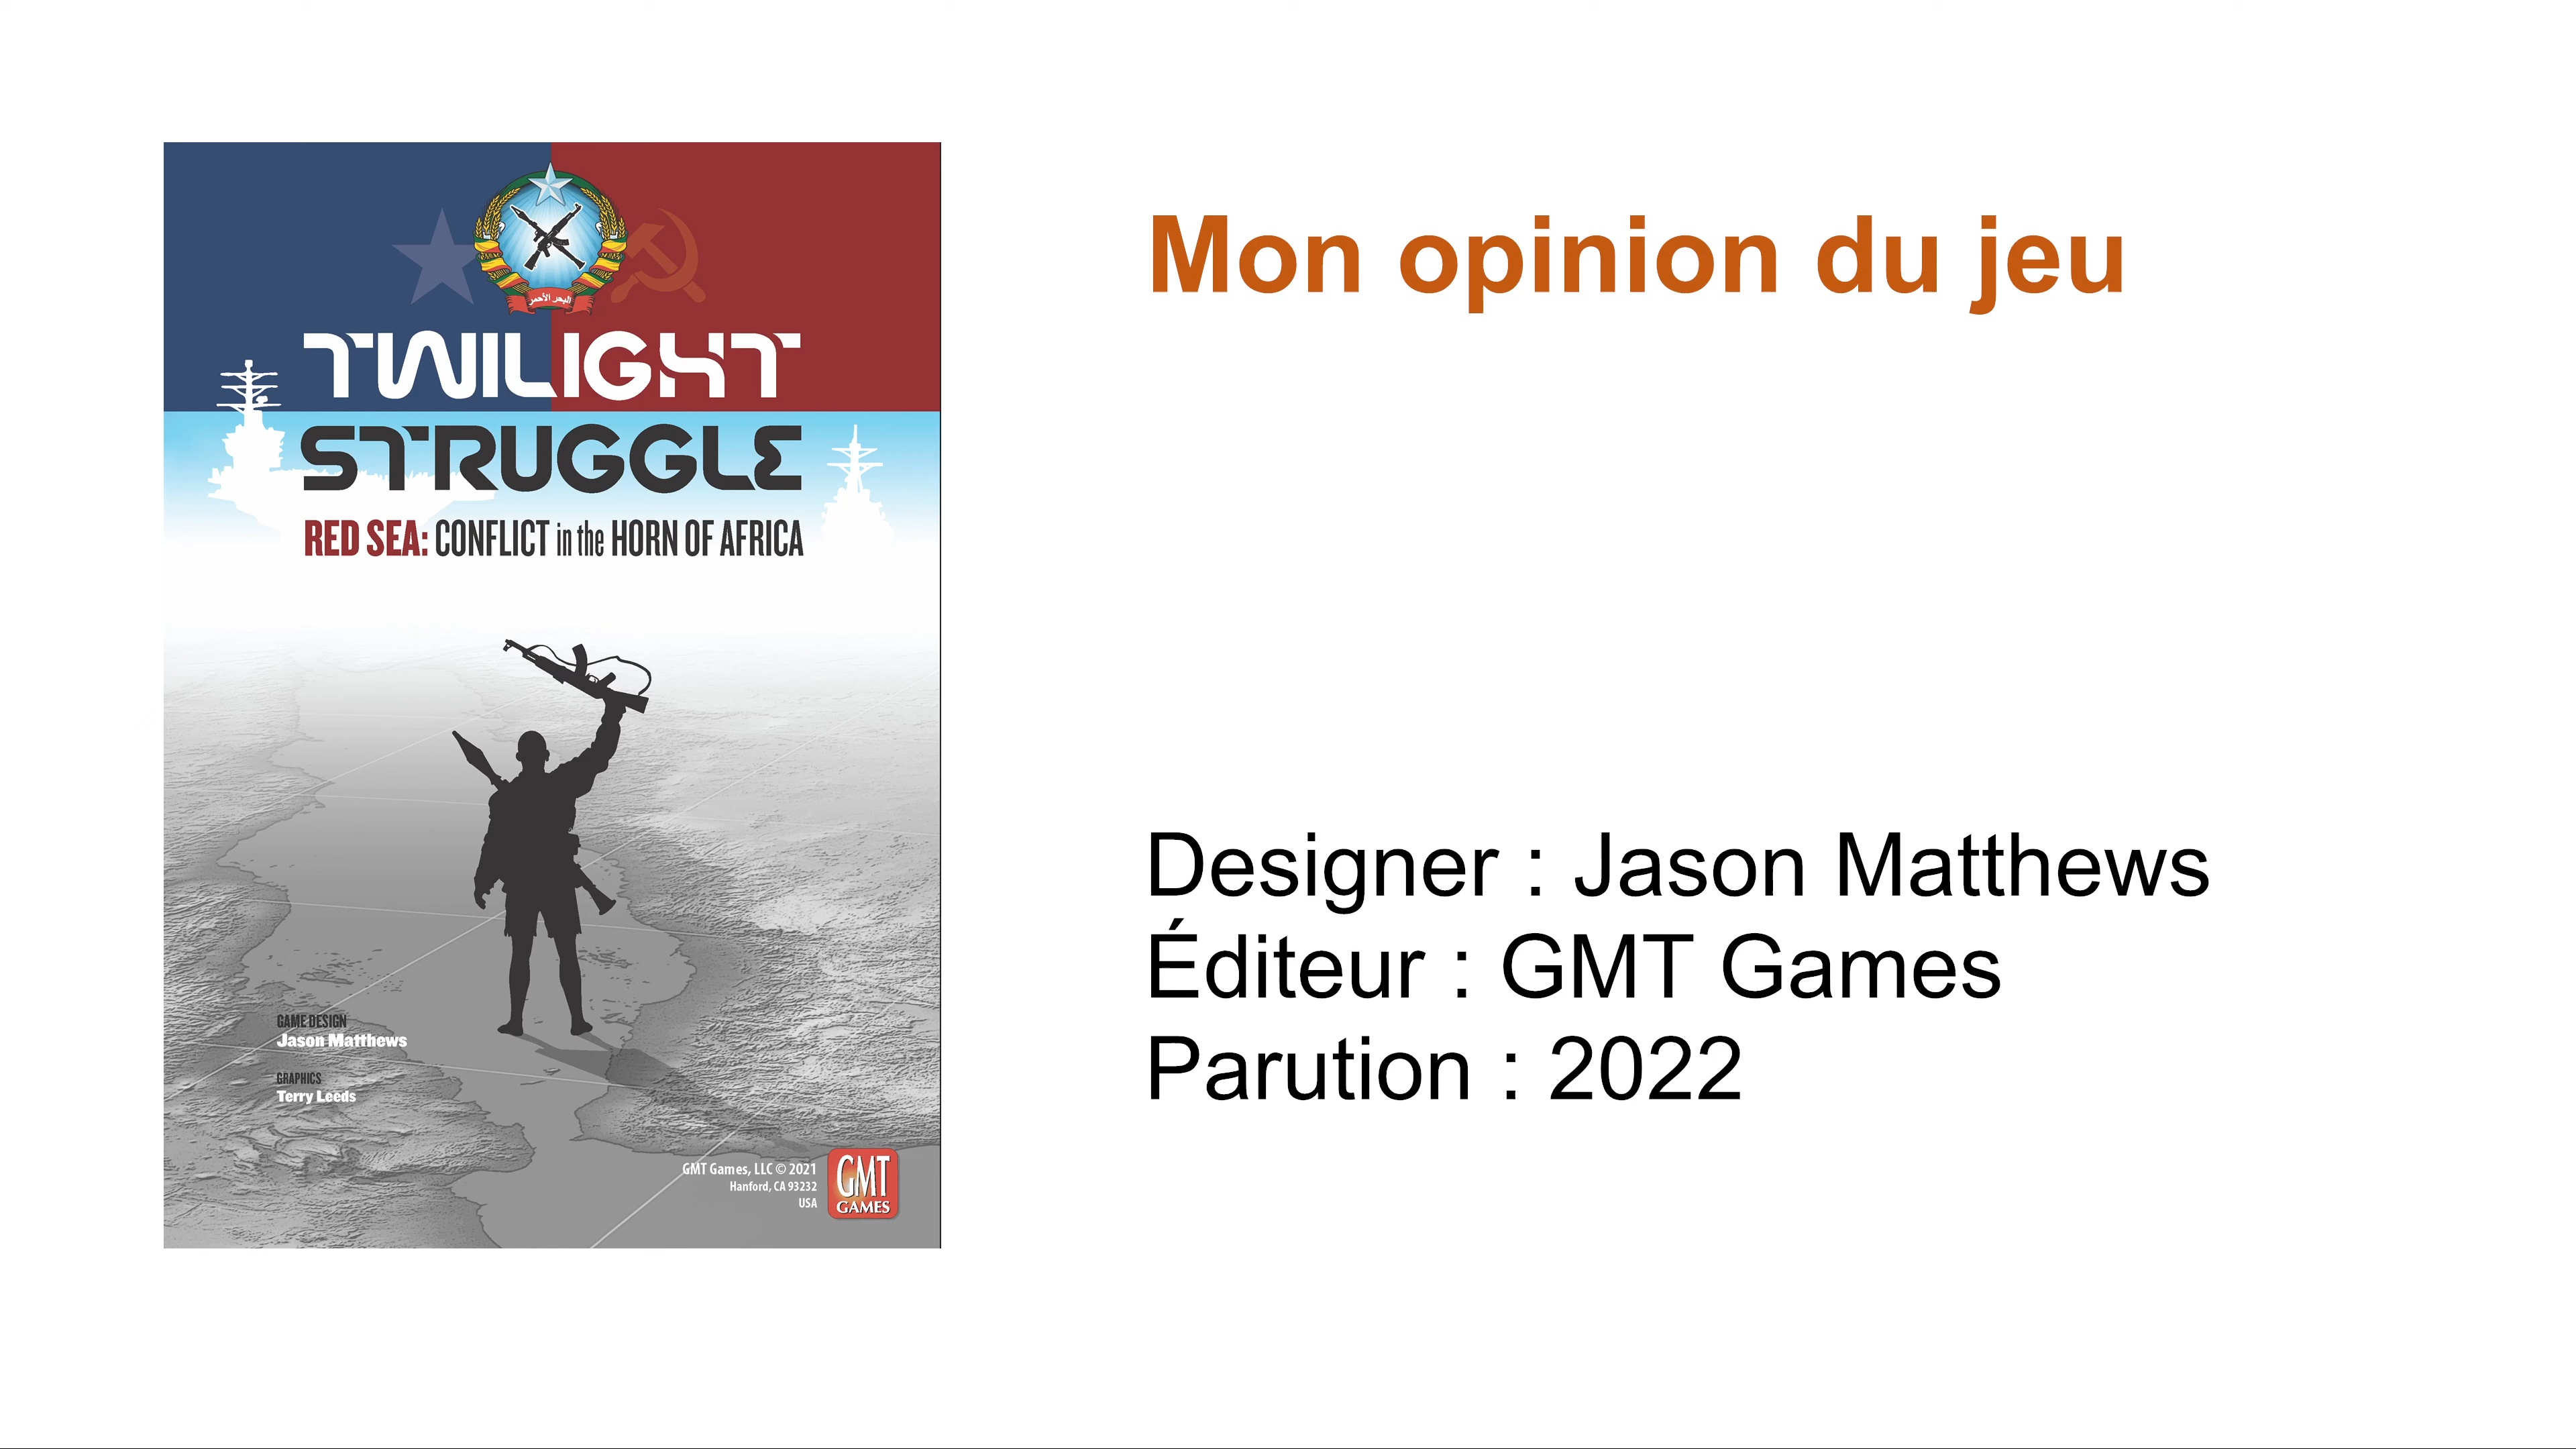 البحر الأحمر
TWILIGHT
STRUGGLE
RED SEA: CONFLICT in the HORN OF AFRICA
GAME DESIGN
Jason Matthews
GRAPHICS
Terry Leeds
GMT Games, LLC © 2021
Hanford, CA 93232
USA
GMT
GAMES
Mon opinion du jeu
Designer : Jason Matthews
Éditeur : GMT Games
Parution : 2022